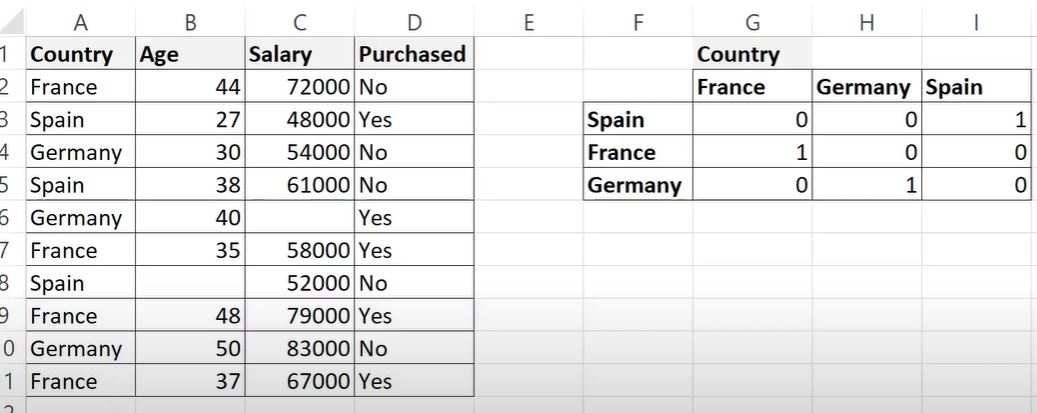 A B C D E F G H I
1 Country Age Salary Purchased Country
2 France 44 72000 No France Germany Spain
3 Spain 27 48000 Yes Spain 0 0 1
4 Germany 30 54000 No France 1 0 0
5 Spain 38 61000 No Germany 0 1 0
6 Germany 40 Yes
7 France 35 58000 Yes
8 Spain 52000 No
9 France 48 79000 Yes
0 Germany 50 83000 No
1 France 37 67000 Yes
2